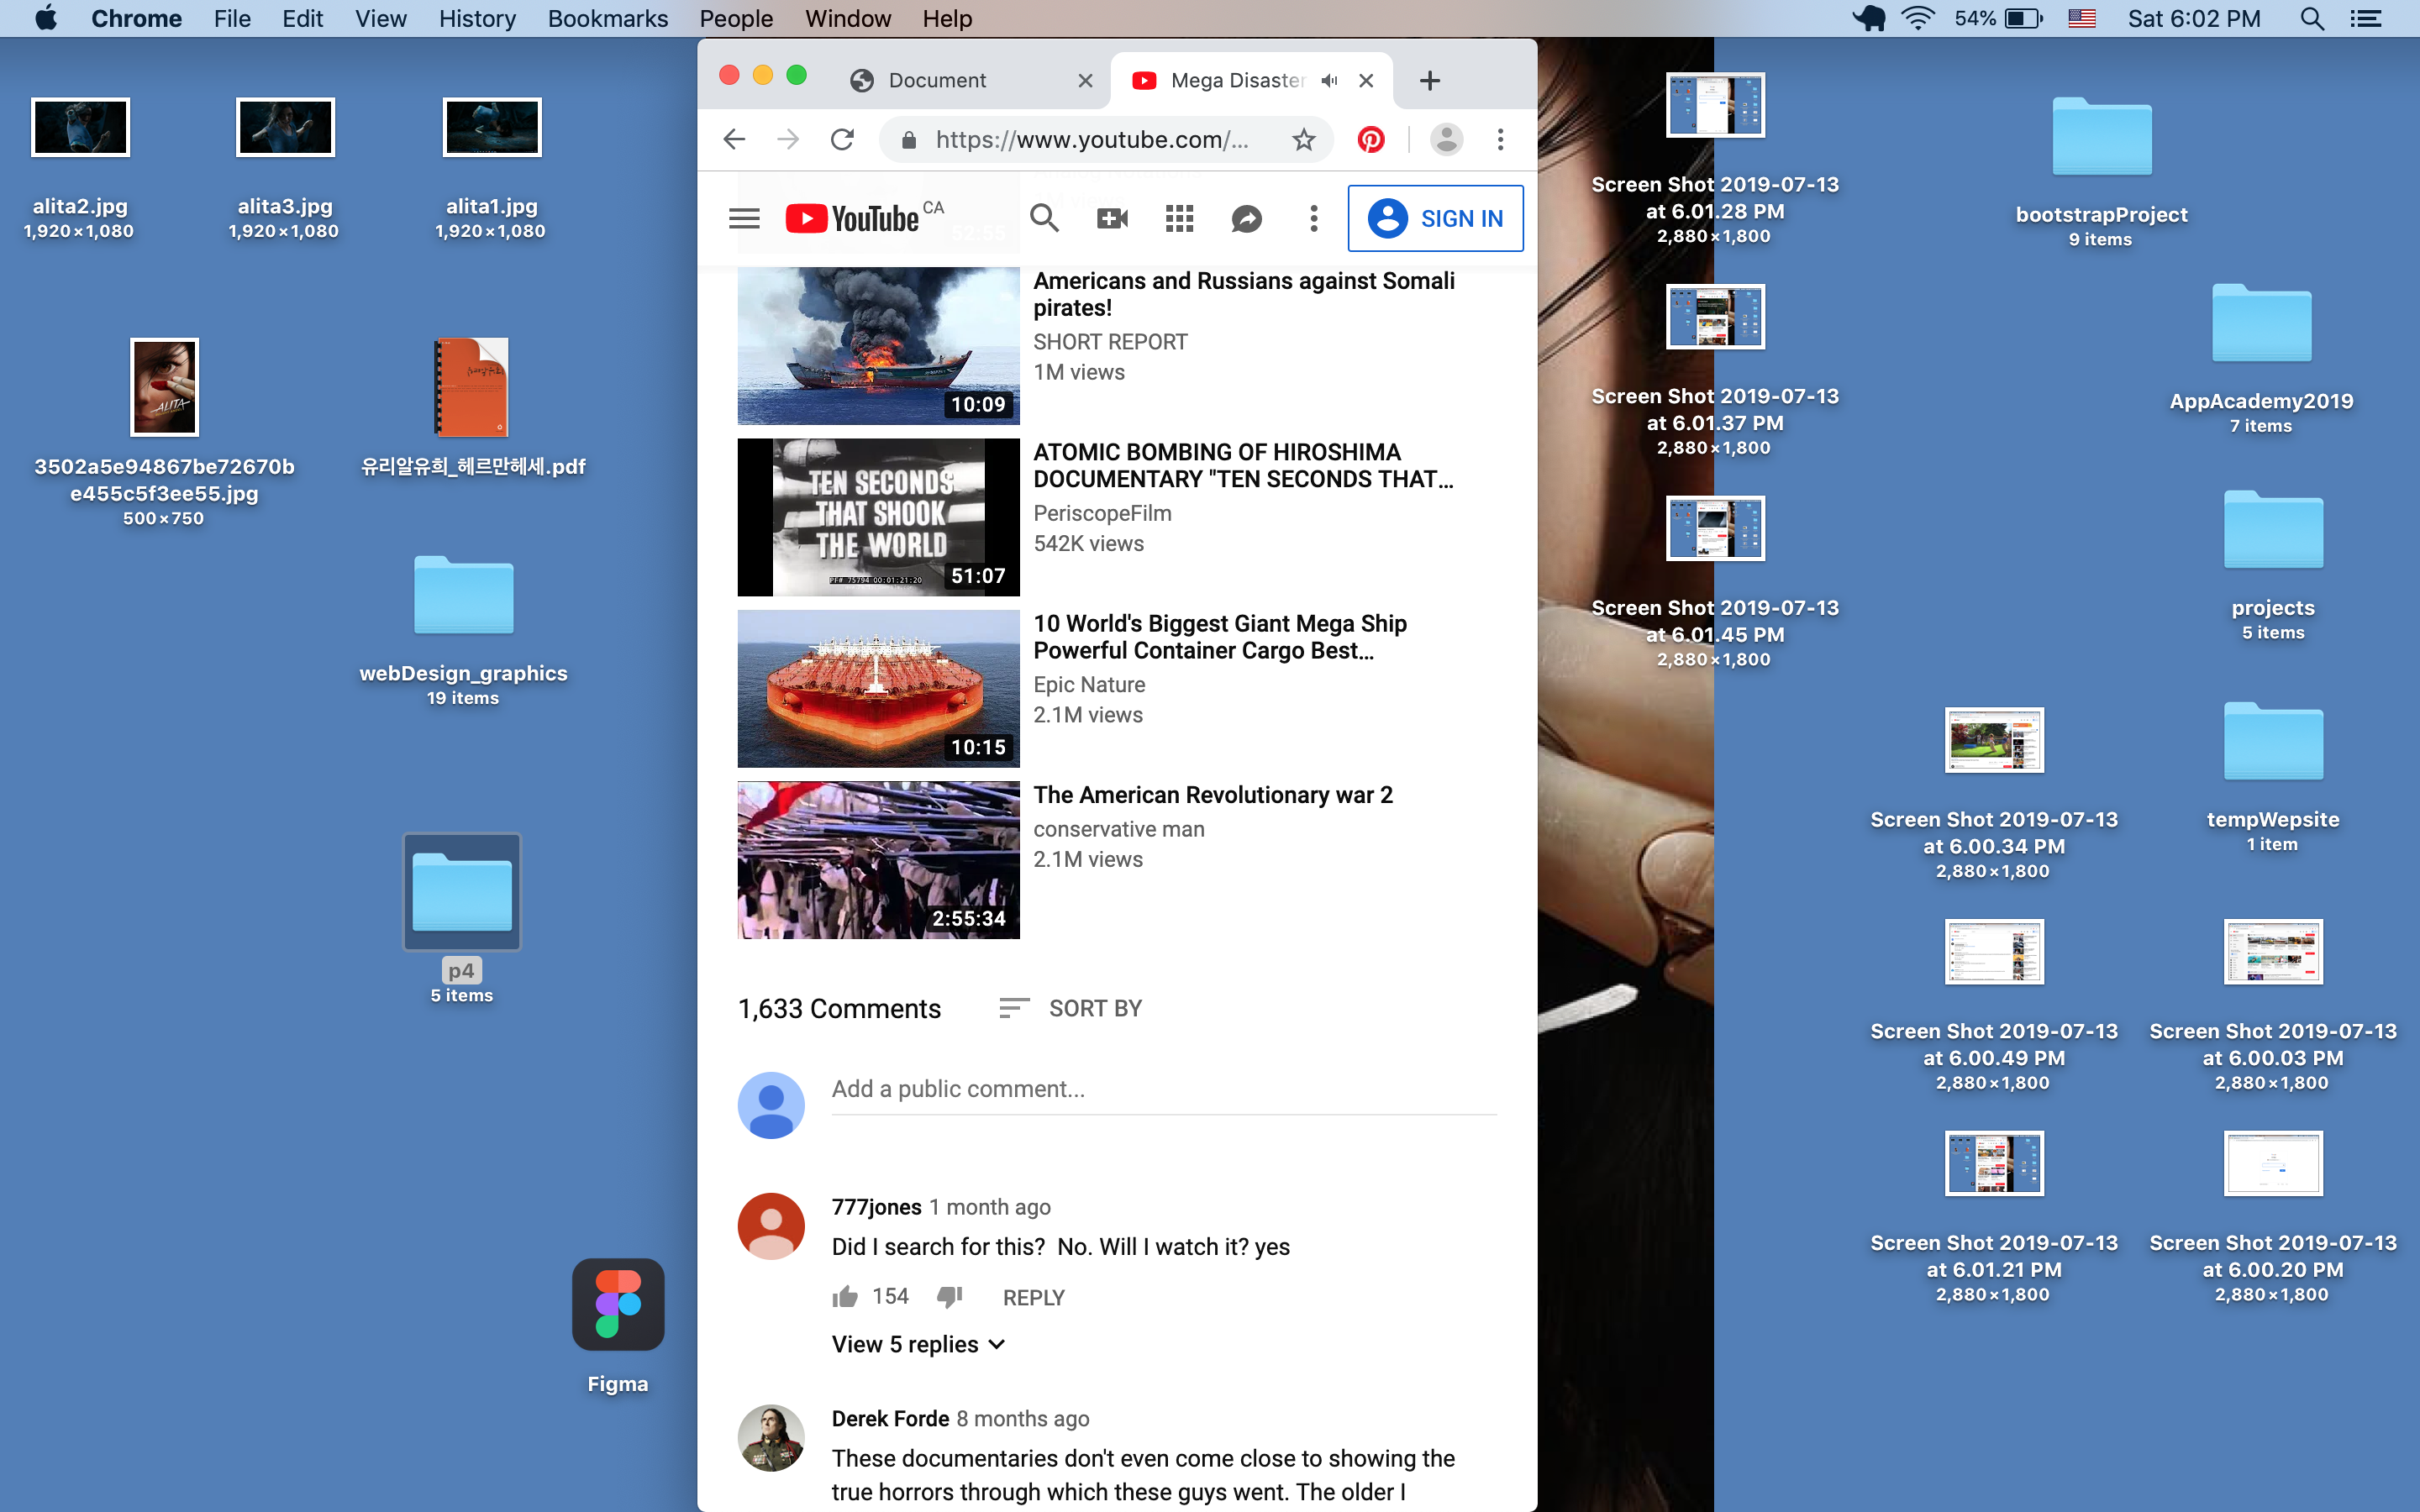 Chrome File Edit View History Bookmarks People Window Help
54% Sat 6:02 PM
Document
Mega Disaster
https://www.youtube.com/...
YouTube CA
SIGN IN
52:55
Americans and Russians against Somali
pirates!
SHORT REPORT
1M views
10:09
ATOMIC BOMBING OF HIROSHIMA
DOCUMENTARY "TEN SECONDS THAT...
PeriscopeFilm
542K views
TEN SECONDS
THAT SHOOK
THE WORLD
PF# 75794 00:01:21:20
51:07
10 World's Biggest Giant Mega Ship
Powerful Container Cargo Best...
Epic Nature
2.1M views
10:15
The American Revolutionary war 2
conservative man
2.1M views
2:55:34
1,633 Comments
SORT BY
Add a public comment...
777jones 1 month ago
Did I search for this? No. Will I watch it? yes
154
REPLY
View 5 replies
Derek Forde 8 months ago
These documentaries don't even come close to showing the
true horrors through which these guys went. The older I
alita2.jpg
1,920×1,080
alita3.jpg
1,920×1,080
alita1.jpg
1,920×1,080
ALITA
3502a5e94867be72670b
e455c5f3ee55.jpg
500×750
유리알유희_헤르만헤세.pdf
webDesign_graphics
19 items
p4
5 items
Figma
Screen Shot 2019-07-13
at 6.01.28 PM
2,880×1,800
Screen Shot 2019-07-13
at 6.01.37 PM
2,880×1,800
Screen Shot 2019-07-13
at 6.01.45 PM
2,880×1,800
bootstrapProject
9 items
AppAcademy2019
7 items
projects
5 items
tempWepsite
1 item
Screen Shot 2019-07-13
at 6.00.34 PM
2,880×1,800
Screen Shot 2019-07-13
at 6.00.49 PM
2,880×1,800
Screen Shot 2019-07-13
at 6.00.03 PM
2,880×1,800
Screen Shot 2019-07-13
at 6.01.21 PM
2,880×1,800
Screen Shot 2019-07-13
at 6.00.20 PM
2,880×1,800